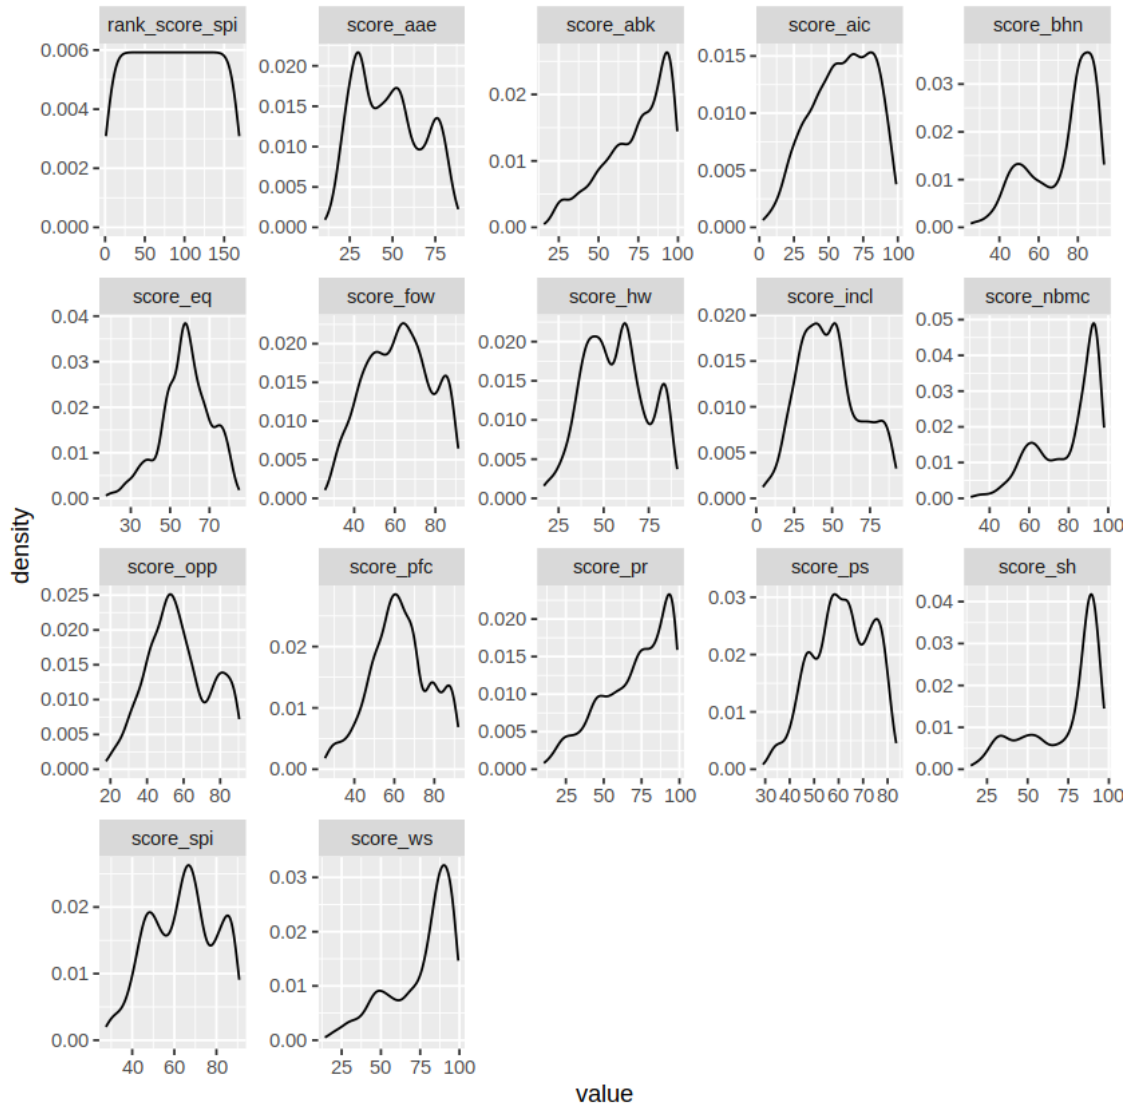 rank_score_spi score_aae score_abk score_aic score_bhn
0.006 0.004 0.002 0.000
0 50 100 150
0.020 0.015 0.010 0.005 0.000
25 50 75
0.02 0.01 0.00
25 50 75 100
0.015 0.010 0.005 0.000
0 25 50 75 100
0.03 0.02 0.01 0.00
40 60 80
score_eq score_fow score_hw score_incl score_nbmc
0.04 0.03 0.02 0.01 0.00
30 50 70
0.020 0.015 0.010 0.005 0.000
40 60 80
0.020 0.015 0.010 0.005 0.000
25 50 75
0.020 0.015 0.010 0.005 0.000
0 25 50 75
0.05 0.04 0.03 0.02 0.01 0.00
40 60 80 100
density
score_opp score_pfc score_pr score_ps score_sh
0.025 0.020 0.015 0.010 0.005 0.000
20 40 60 80
0.02 0.01 0.00
40 60 80
0.020 0.015 0.010 0.005 0.000
25 50 75 100
0.03 0.02 0.01 0.00
30 40 50 60 70 80
0.04 0.03 0.02 0.01 0.00
25 50 75 100
score_spi score_ws
0.02 0.01 0.00
40 60 80
0.03 0.02 0.01 0.00
25 50 75 100
value